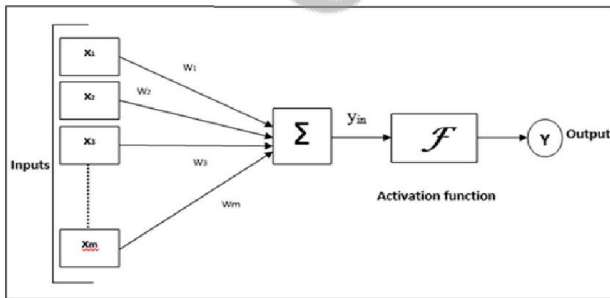 X1
W1
X2
W2
X3
W3
Inputs
Σ
yin
F
Y
Output
Activation function
Wm
Xm